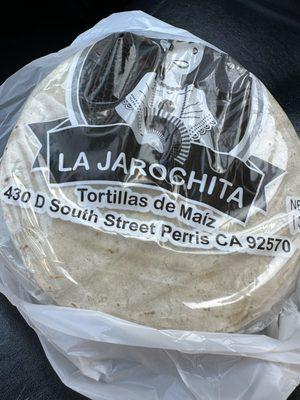 LA JAROCHITA
Tortillas de Maíz
430 D South Street Perris CA 92570